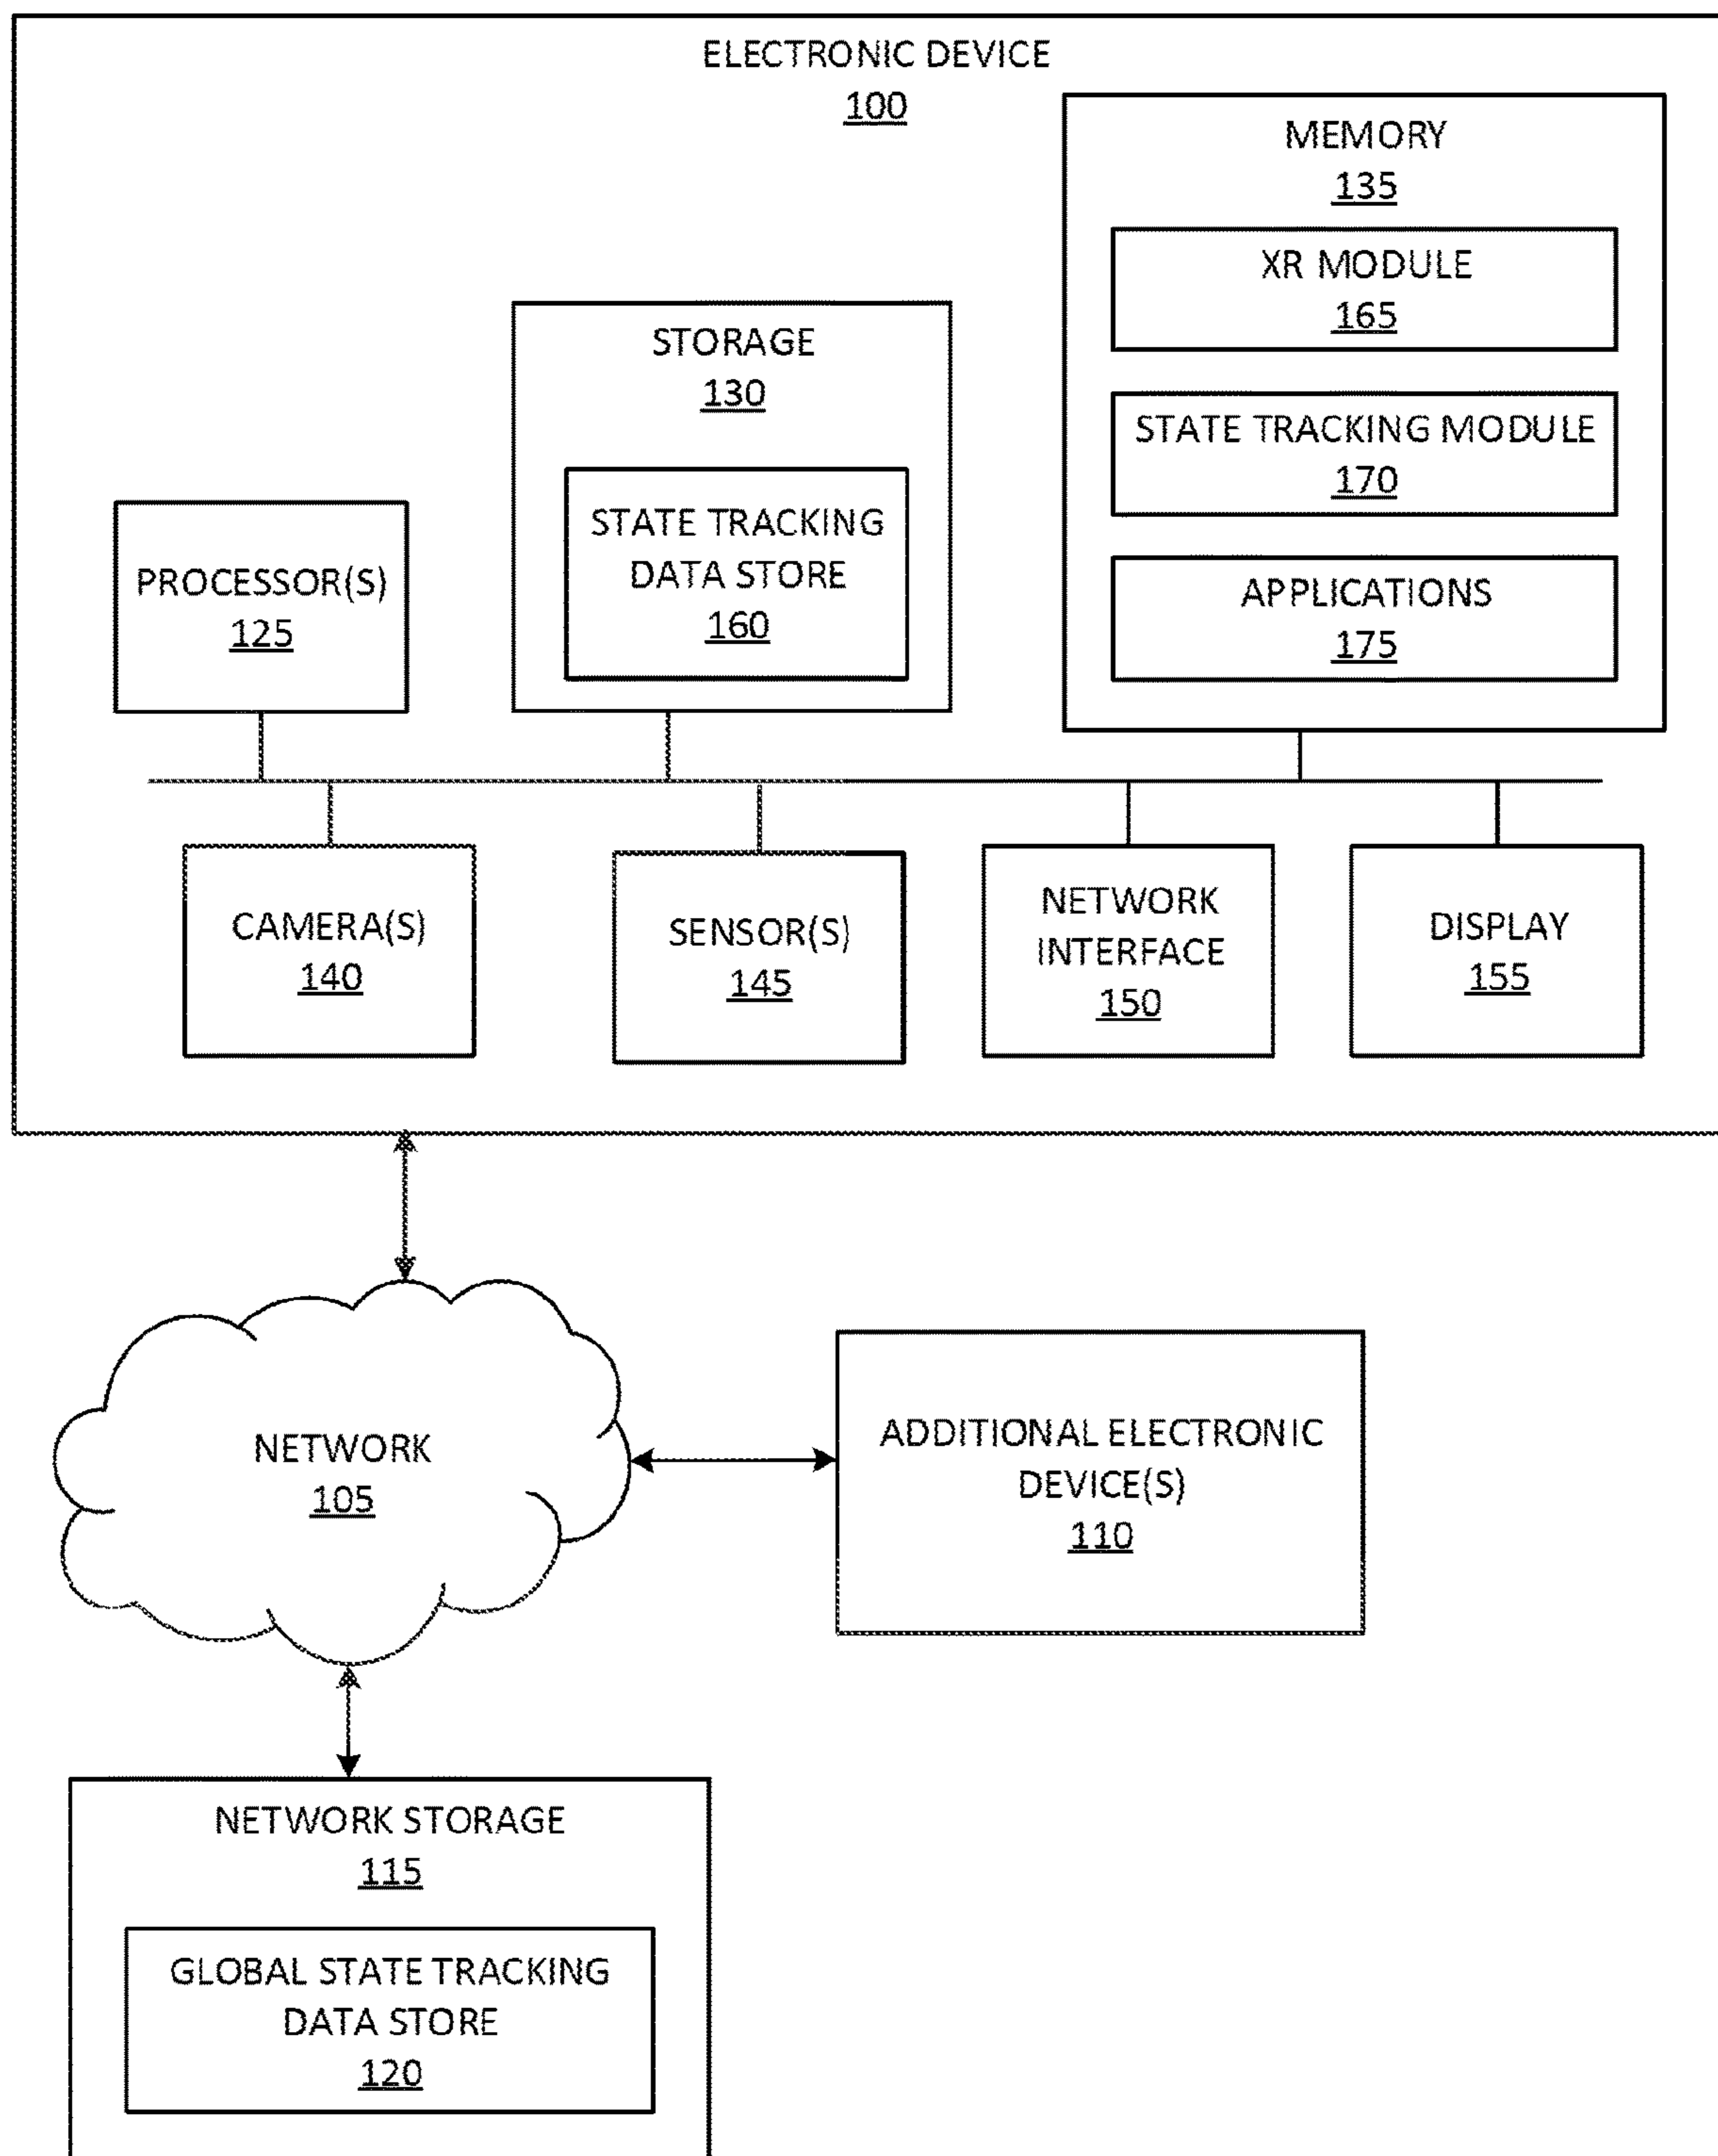 ELECTRONIC DEVICE
100
MEMORY
135
XR MODULE
165
STATE TRACKING MODULE
170
APPLICATIONS
175
STORAGE
130
STATE TRACKING
DATA STORE
160
PROCESSOR(S)
125
CAMERA(S)
140
SENSOR(S)
145
NETWORK
INTERFACE
150
DISPLAY
155
NETWORK
105
ADDITIONAL ELECTRONIC
DEVICE(S)
110
NETWORK STORAGE
115
GLOBAL STATE TRACKING
DATA STORE
120